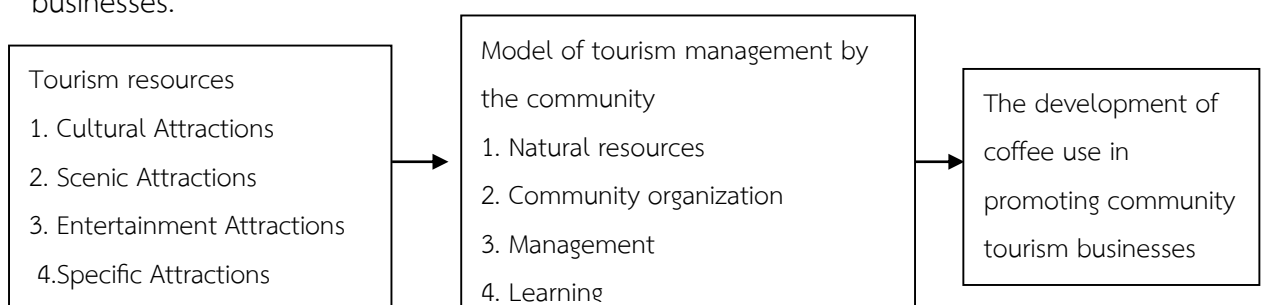 businesses.
Tourism resources
1. Cultural Attractions
2. Scenic Attractions
3. Entertainment Attractions
4.Specific Attractions
Model of tourism management by
the community
1. Natural resources
2. Community organization
3. Management
4. Learning
The development of
coffee use in
promoting community
tourism businesses